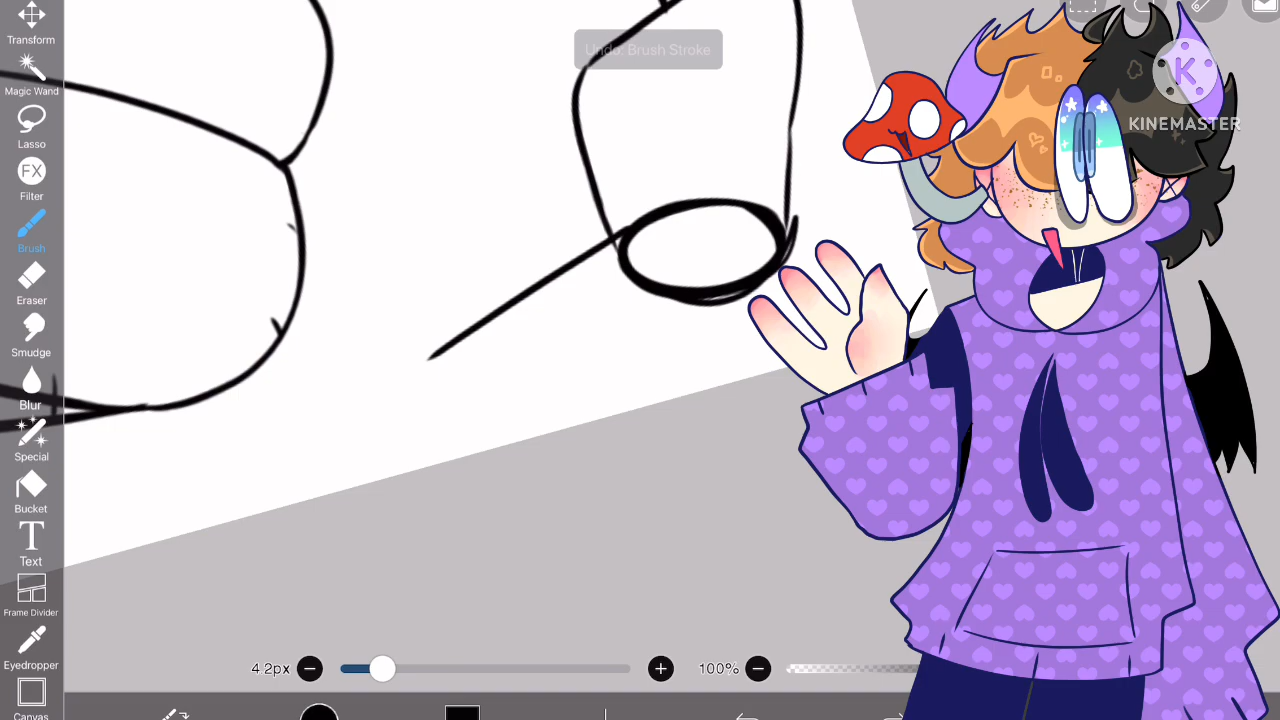 Transform
Magic Wand
Lasso
FX
Filter
Brush
Eraser
Smudge
Blur
Special
Bucket
T
Text
Frame Divider
Eyedropper
Canvas
Undo: Brush Stroke
K
KINEMASTER
4.2px
100%